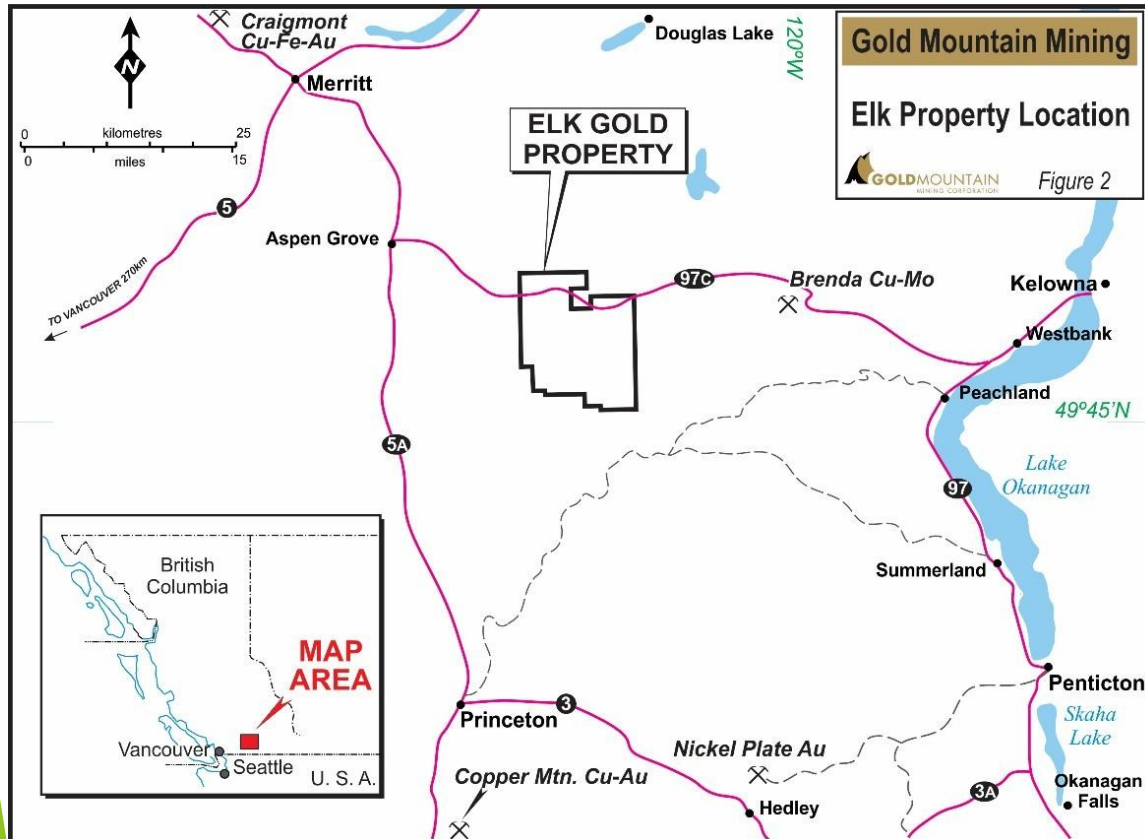 Craigmont
Cu-Fe-Au
Merritt
Douglas Lake
120°W
Gold Mountain Mining
Elk Property Location
GOLDMOUNTAIN
MINING CORPORATION
Figure 2
N
0 kilometres 25
0 miles 15
ELK GOLD
PROPERTY
5
Aspen Grove
TO VANCOUVER 270km
97C
Brenda Cu-Mo
Kelowna
Westbank
Peachland
49°45'N
5A
97
Lake
Okanagan
Summerland
British
Columbia
MAP
AREA
Vancouver
Seattle
U. S. A.
Princeton
3
Penticton
Skaha
Lake
Nickel Plate Au
Copper Mtn. Cu-Au
Hedley
3A
Okanagan
Falls